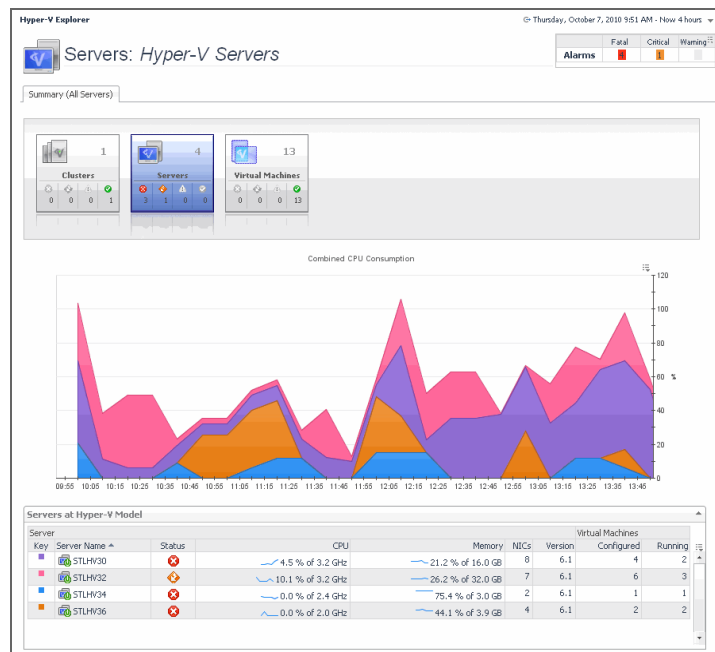 Hyper-V Explorer
Thursday, October 7, 2010 9:51 AM - Now 4 hours
Servers: Hyper-V Servers
Fatal Critical Warning
Alarms 4 1
Summary (All Servers)
1 4 13
Clusters Servers Virtual Machines
0 0 0 1 3 1 0 0 0 0 0 13
Combined CPU Consumption
120
100
80
60
%
40
20
0
09:55 10:05 10:15 10:25 10:35 10:45 10:55 11:05 11:15 11:25 11:35 11:45 11:55 12:05 12:15 12:25 12:35 12:45 12:55 13:05 13:15 13:25 13:35 13:45
Servers at Hyper-V Model
Server Virtual Machines
Key Server Name Status CPU Memory NICs Version Configured Running
STLHV30 4.5 % of 3.2 GHz 21.2 % of 16.0 GB 8 6.1 4 2
STLHV32 10.1 % of 3.2 GHz 26.2 % of 32.0 GB 7 6.1 6 3
STLHV34 0.0 % of 2.4 GHz 75.4 % of 3.0 GB 2 6.1 1 1
STLHV36 0.0 % of 2.0 GHz 44.1 % of 3.9 GB 4 6.1 2 2